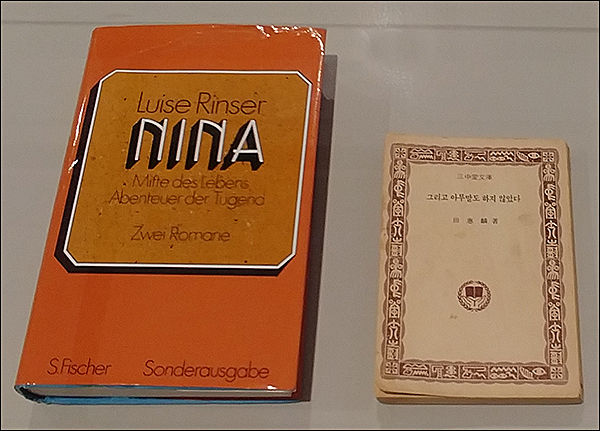 Luise Rinser
NINA
Mitte des Lebens
Abenteuer der Tugend
Zwei Romane
S. Fischer Sonderausgabe
三中堂文庫
그리고 아무말도 하지 않았다
田 惠 麟 著